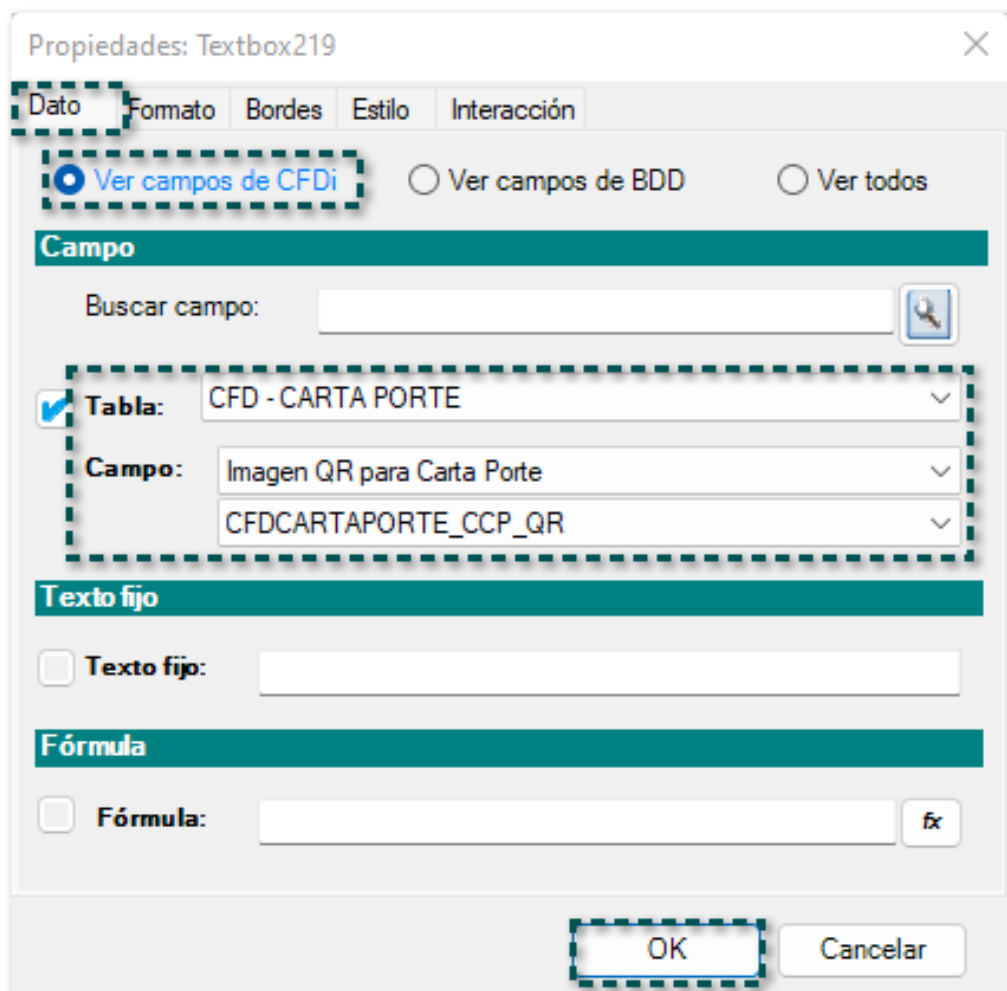 Propiedades: Textbox219
Dato Formato Bordes Estilo Interacción
Ver campos de CFDi Ver campos de BDD Ver todos
Campo
Buscar campo:
Tabla: CFD - CARTA PORTE
Campo: Imagen QR para Carta Porte
CFDCARTAPORTE_CCP_QR
Texto fijo
Texto fijo:
Fórmula
Fórmula: fx
OK Cancelar